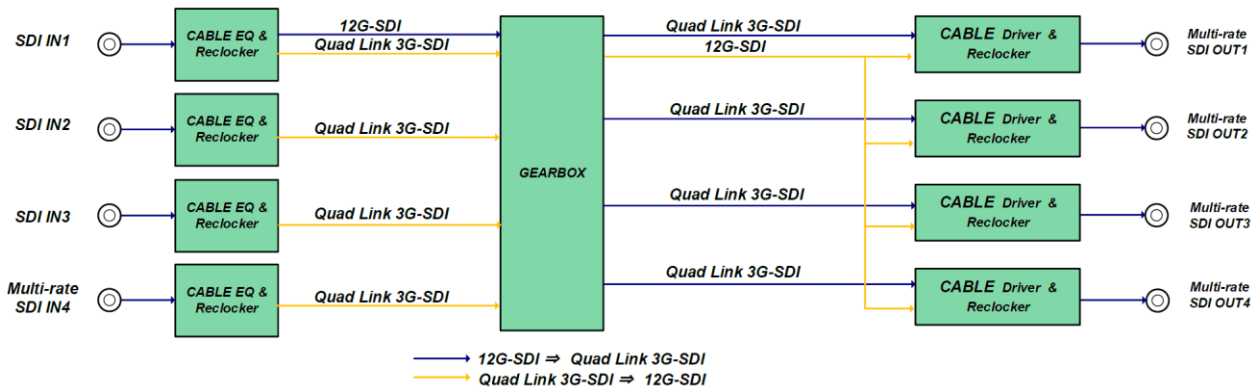 SDI IN1
CABLE EQ &
Reclocker
12G-SDI
Quad Link 3G-SDI
Quad Link 3G-SDI
12G-SDI
CABLE Driver &
Reclocker
Multi-rate
SDI OUT1
SDI IN2
CABLE EQ &
Reclocker
Quad Link 3G-SDI
Quad Link 3G-SDI
CABLE Driver &
Reclocker
Multi-rate
SDI OUT2
GEARBOX
SDI IN3
CABLE EQ &
Reclocker
Quad Link 3G-SDI
Quad Link 3G-SDI
CABLE Driver &
Reclocker
Multi-rate
SDI OUT3
Multi-rate
SDI IN4
CABLE EQ &
Reclocker
Quad Link 3G-SDI
Quad Link 3G-SDI
CABLE Driver &
Reclocker
Multi-rate
SDI OUT4
12G-SDI ⇒ Quad Link 3G-SDI
Quad Link 3G-SDI ⇒ 12G-SDI